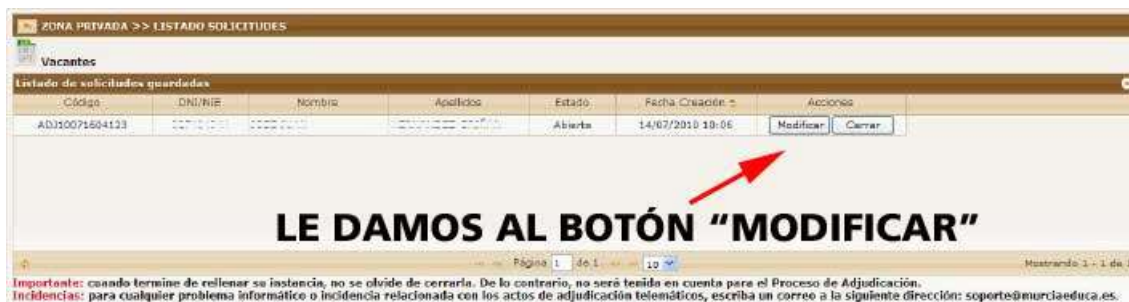 ZONA PRIVADA >> LISTADO SOLICITUDES
Vacantes
Listado de solicitudes guardadas
Código DNI/NIE Nombre Apellidos Estado Fecha Creación Acciones
ADJ10071604123 Abierta 14/07/2010 10:06 Modificar Cerrar
LE DAMOS AL BOTÓN “MODIFICAR”
Página 1 de 1 10 Mostrando 1 - 1 de
Importante: cuando termine de rellenar su instancia, no se olvide de cerrarla. De lo contrario, no será tenida en cuenta para el Proceso de Adjudicación.
Incidencias: para cualquier problema informático o incidencia relacionada con los actos de adjudicación telemáticos, escriba un correo a la siguiente dirección: soporte@murciaeduca.es.